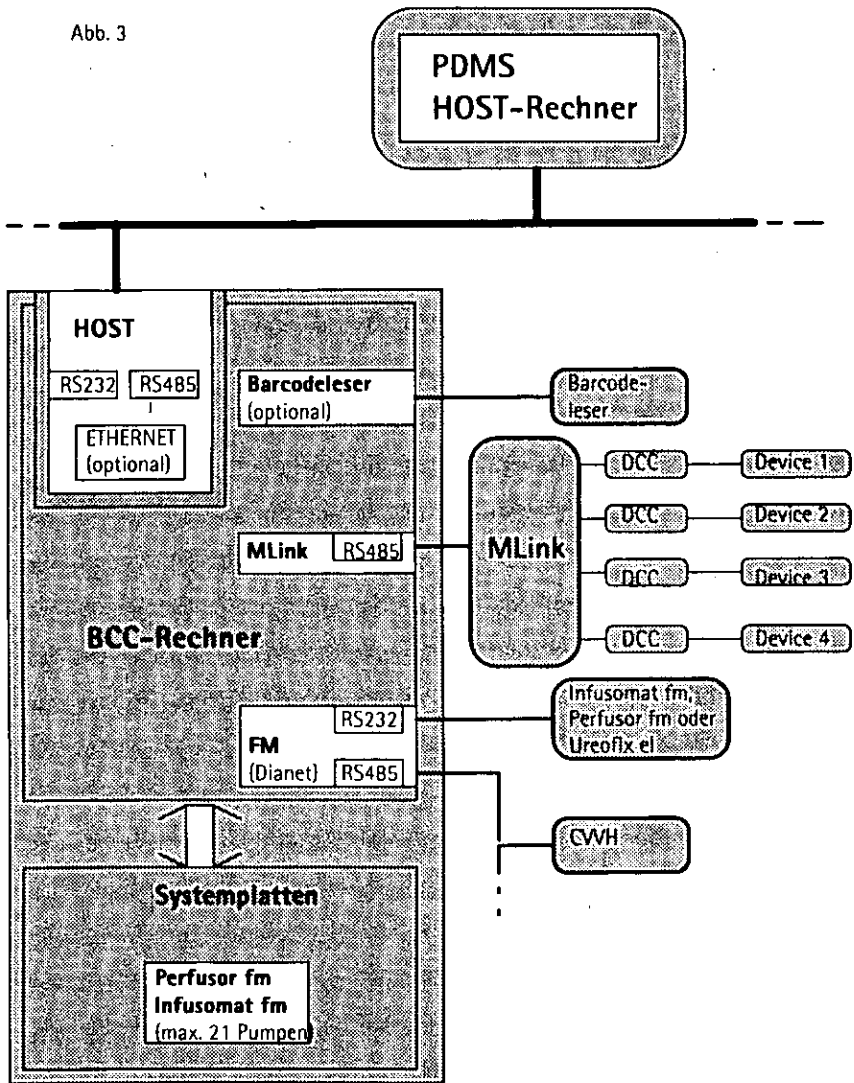 Abb. 3
PDMS
HOST-Rechner
HOST
RS232
RS485
ETHERNET
(optional)
Barcodeleser
(optional)
Barcode-
leser
MLink
RS485
MLink
DCC
Device 1
DCC
Device 2
DCC
Device 3
DCC
Device 4
BCC-Rechner
RS232
FM
(Dianet)
RS485
Infusomat fm,
Perfusor fm oder
Ureofix el
CVVH
Systemplatten
Perfusor fm
Infusomat fm
(max. 21 Pumpen)